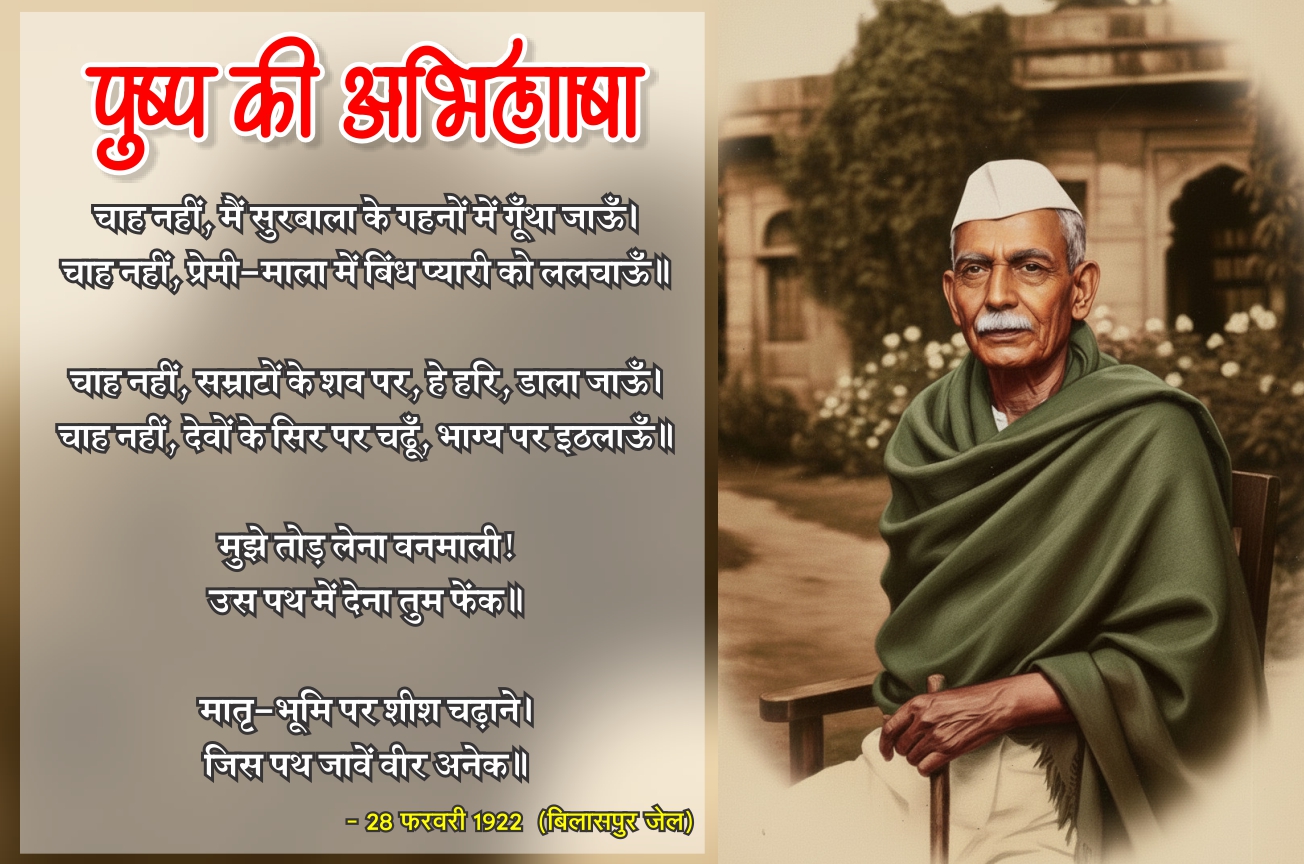 पुष्प की अभिलाषा
चाह नहीं, मैं सुरबाला के गहनों में गूँथा जाऊँ।
चाह नहीं, प्रेमी-माला में बिंध प्यारी को ललचाऊँ॥
चाह नहीं, सम्राटों के शव पर, हे हरि, डाला जाऊँ।
चाह नहीं, देवों के सिर पर चढूँ, भाग्य पर इठलाऊँ॥
मुझे तोड़ लेना वनमाली!
उस पथ में देना तुम फेंक॥
मातृ-भूमि पर शीश चढ़ाने।
जिस पथ जावें वीर अनेक॥
- 28 फरवरी 1922 (बिलासपुर जेल)